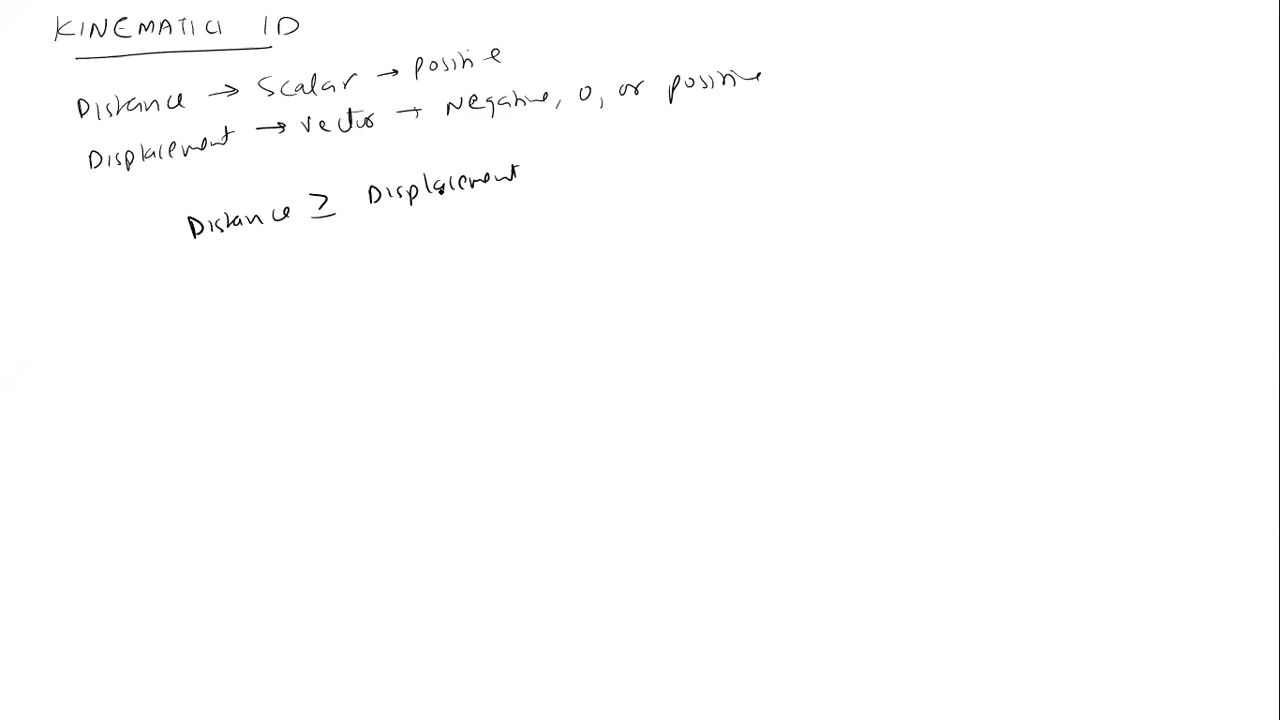 KINEMATICS 1D
Distance → Scalar → positive
Displacement → vector → Negative, 0, or positive
Distance ≥ Displacement